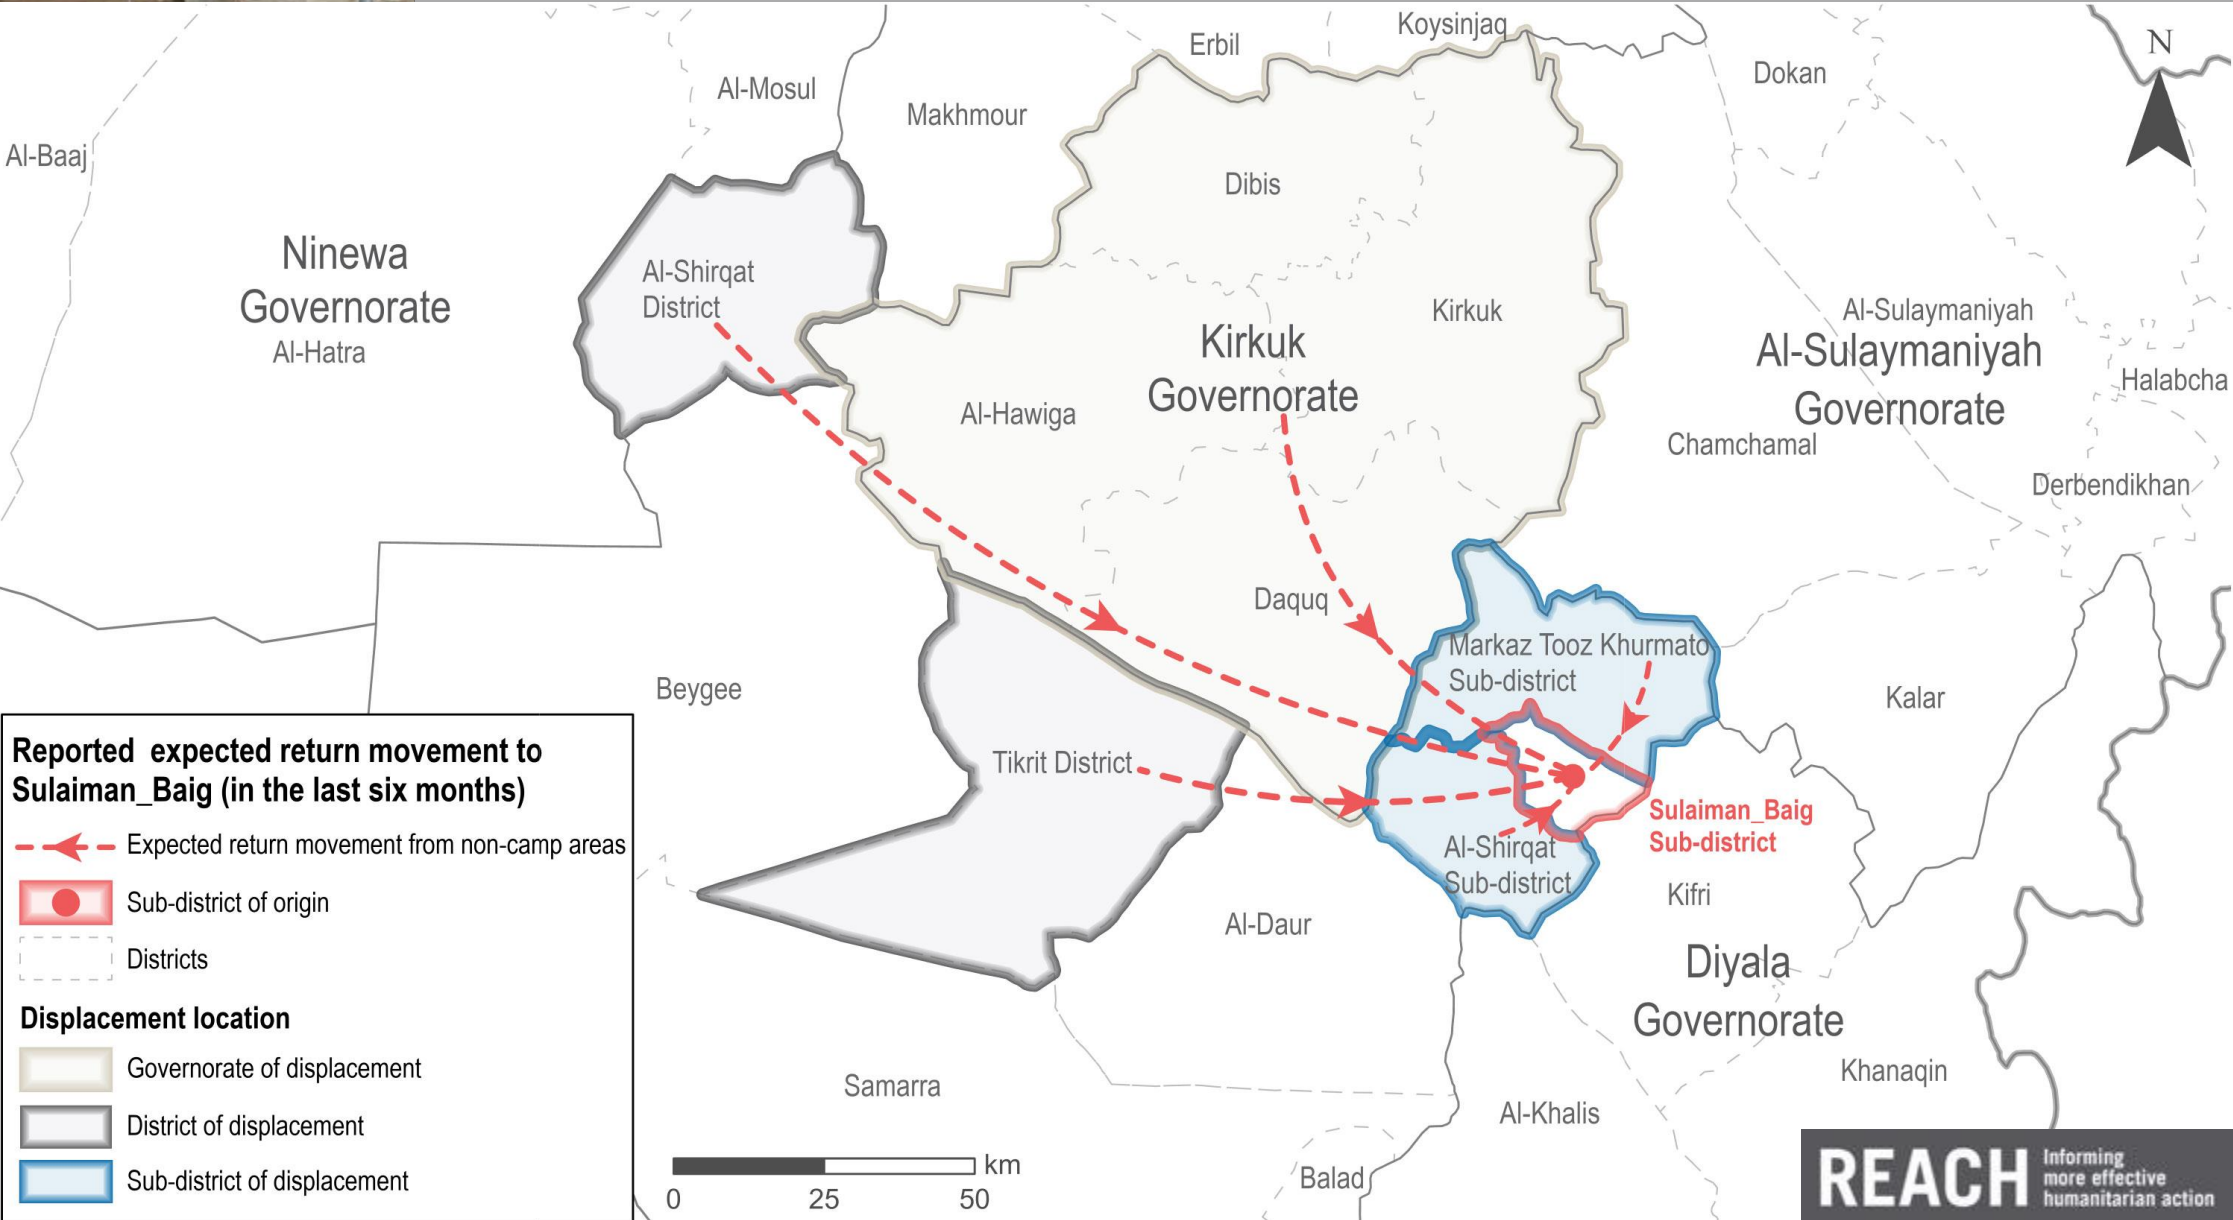 Koysinjaq
Erbil
N
Dokan
Al-Mosul
Makhmour
Al-Baaj
Dibis
Ninewa
Governorate
Al-Hatra
Al-Shirqat
District
Kirkuk
Kirkuk
Governorate
Al-Sulaymaniyah
Al-Sulaymaniyah
Governorate
Halabcha
Al-Hawiga
Chamchamal
Derbendikhan
Daquq
Markaz Tooz Khurmato
Sub-district
Beygee
Kalar
Tikrit District
Sulaiman_Baig
Sub-district
Al-Shirqat
Sub-district
Kifri
Al-Daur
Diyala
Governorate
Khanaqin
Samarra
Al-Khalis
Balad
Reported expected return movement to
Sulaiman_Baig (in the last six months)
Expected return movement from non-camp areas
Sub-district of origin
Districts
Displacement location
Governorate of displacement
District of displacement
Sub-district of displacement
km
0 25 50
REACH
Informing
more effective
humanitarian action